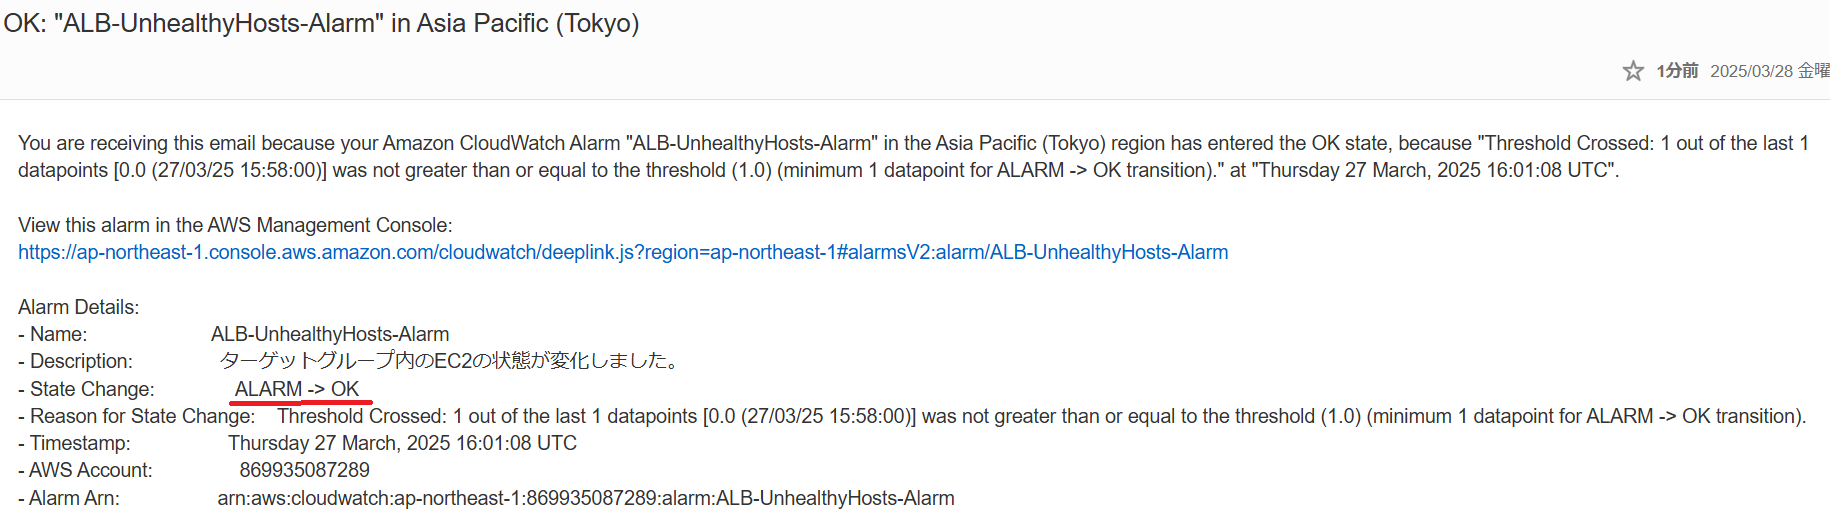 OK: "ALB-UnhealthyHosts-Alarm" in Asia Pacific (Tokyo)
1分前 2025/03/28 金曜
You are receiving this email because your Amazon CloudWatch Alarm "ALB-UnhealthyHosts-Alarm" in the Asia Pacific (Tokyo) region has entered the OK state, because "Threshold Crossed: 1 out of the last 1
datapoints [0.0 (27/03/25 15:58:00)] was not greater than or equal to the threshold (1.0) (minimum 1 datapoint for ALARM -> OK transition)." at "Thursday 27 March, 2025 16:01:08 UTC".
View this alarm in the AWS Management Console:
https://ap-northeast-1.console.aws.amazon.com/cloudwatch/deeplink.js?region=ap-northeast-1#alarmsV2:alarm/ALB-UnhealthyHosts-Alarm
Alarm Details:
- Name: ALB-UnhealthyHosts-Alarm
- Description: ターゲットグループ内のEC2の状態が変化しました。
- State Change: ALARM -> OK
- Reason for State Change: Threshold Crossed: 1 out of the last 1 datapoints [0.0 (27/03/25 15:58:00)] was not greater than or equal to the threshold (1.0) (minimum 1 datapoint for ALARM -> OK transition).
- Timestamp: Thursday 27 March, 2025 16:01:08 UTC
- AWS Account: 869935087289
- Alarm Arn: arn:aws:cloudwatch:ap-northeast-1:869935087289:alarm:ALB-UnhealthyHosts-Alarm